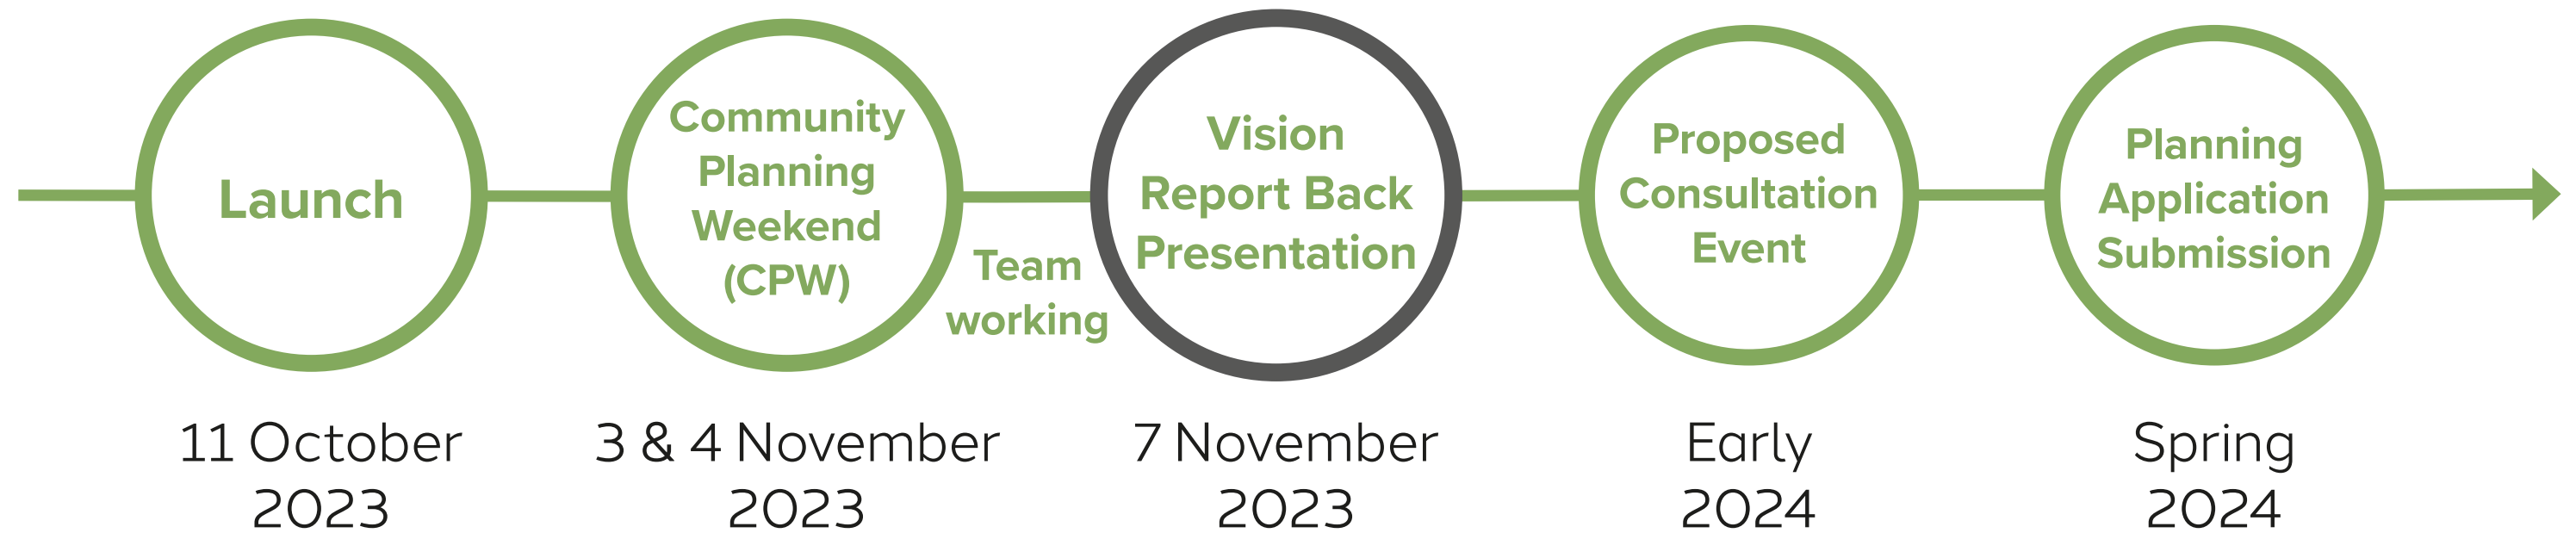 Launch
Community
Planning
Weekend
(CPW)
Team
working
Vision
Report Back
Presentation
Proposed
Consultation
Event
Planning
Application
Submission
11 October
2023
3 & 4 November
2023
7 November
2023
Early
2024
Spring
2024